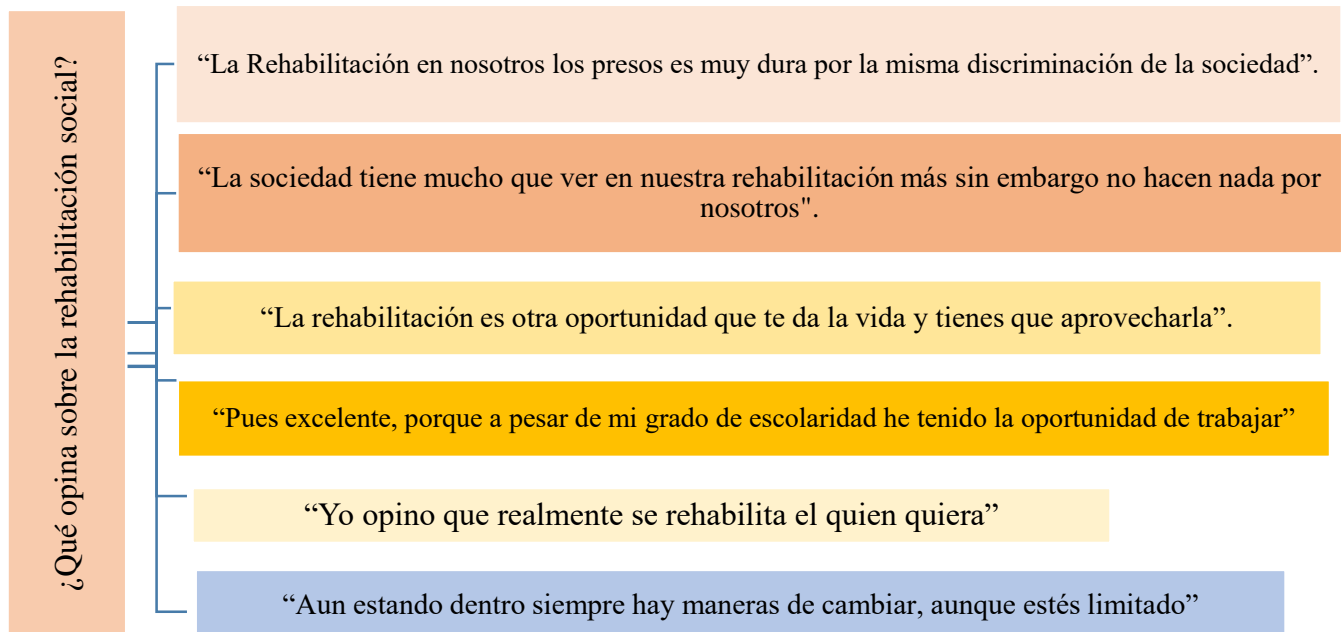 ¿Qué opina sobre la rehabilitación social?
“La Rehabilitación en nosotros los presos es muy dura por la misma discriminación de la sociedad”.
“La sociedad tiene mucho que ver en nuestra rehabilitación más sin embargo no hacen nada por
nosotros".
“La rehabilitación es otra oportunidad que te da la vida y tienes que aprovecharla”.
“Pues excelente, porque a pesar de mi grado de escolaridad he tenido la oportunidad de trabajar”
“Yo opino que realmente se rehabilita el quien quiera”
“Aun estando dentro siempre hay maneras de cambiar, aunque estés limitado”